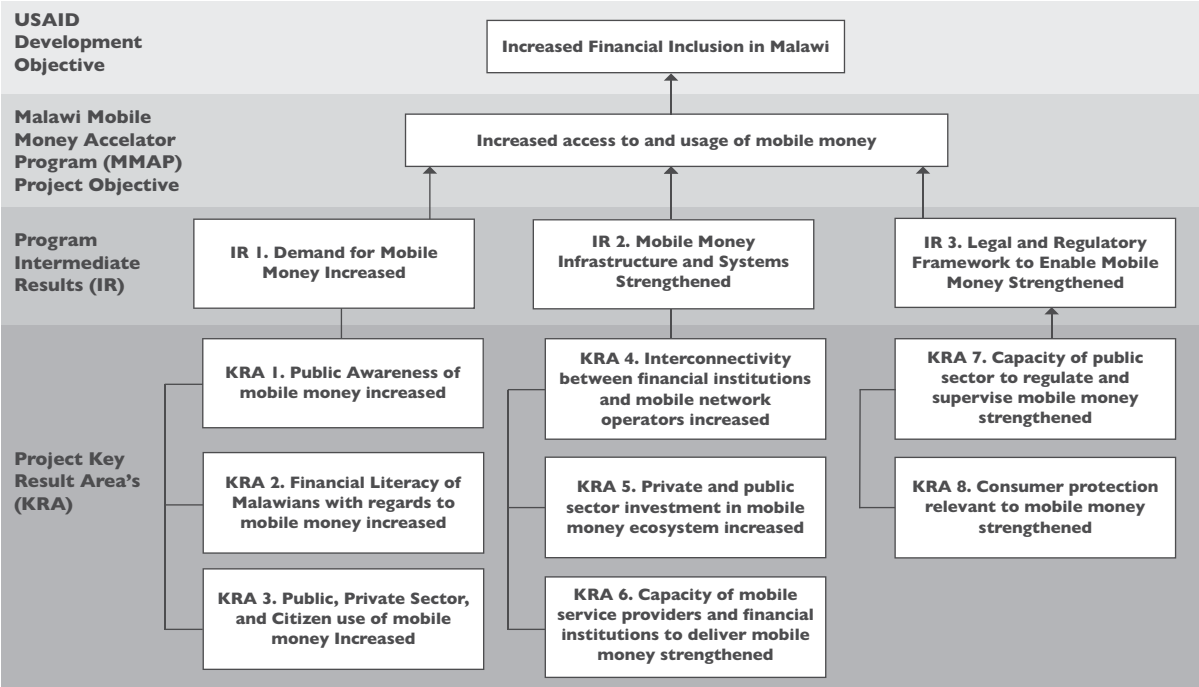 USAID
Development
Objective
Increased Financial Inclusion in Malawi
Malawi Mobile
Money Accelator
Program (MMAP)
Project Objective
Increased access to and usage of mobile money
Program
Intermediate
Results (IR)
IR 1. Demand for Mobile
Money Increased
IR 2. Mobile Money
Infrastructure and Systems
Strengthened
IR 3. Legal and Regulatory
Framework to Enable Mobile
Money Strengthened
Project Key
Result Area's
(KRA)
KRA 1. Public Awareness of
mobile money increased
KRA 2. Financial Literacy of
Malawians with regards to
mobile money increased
KRA 3. Public, Private Sector,
and Citizen use of mobile
money Increased
KRA 4. Interconnectivity
between financial institutions
and mobile network
operators increased
KRA 5. Private and public
sector investment in mobile
money ecosystem increased
KRA 6. Capacity of mobile
service providers and financial
institutions to deliver mobile
money strengthened
KRA 7. Capacity of public
sector to regulate and
supervise mobile money
strengthened
KRA 8. Consumer protection
relevant to mobile money
strengthened